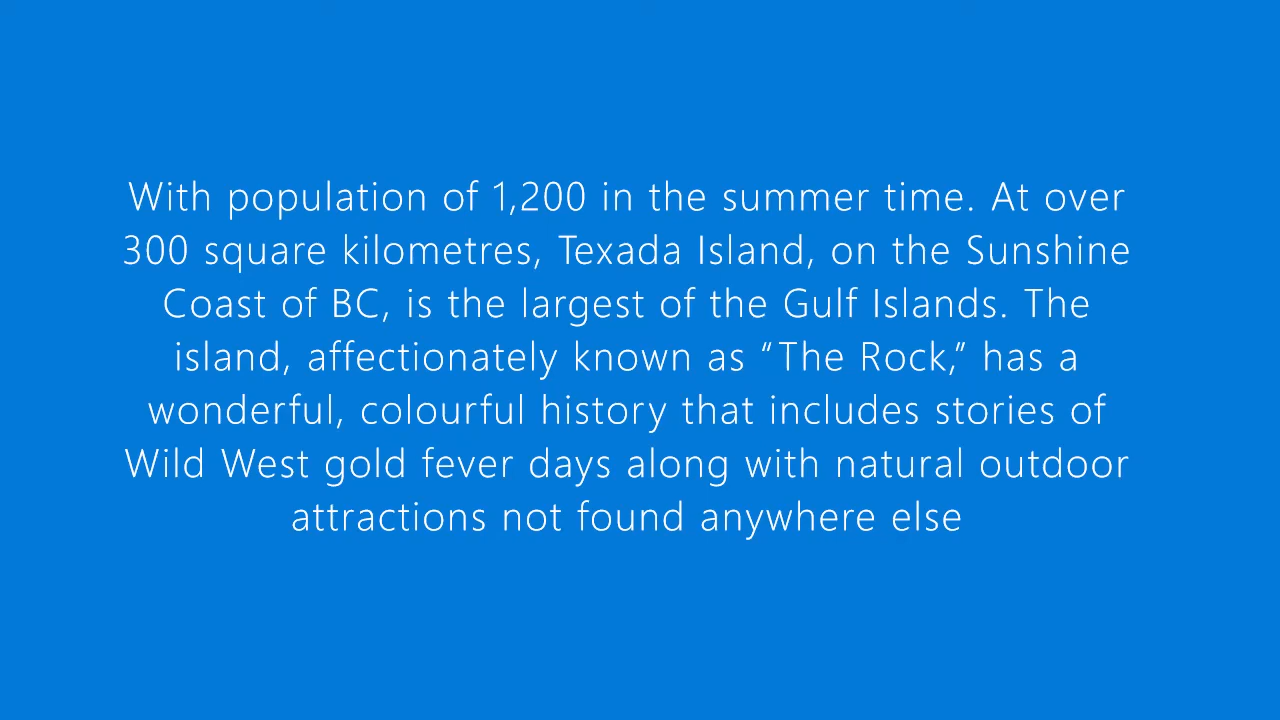 With population of 1,200 in the summer time. At over
300 square kilometres, Texada Island, on the Sunshine
Coast of BC, is the largest of the Gulf Islands. The
island, affectionately known as “The Rock,” has a
wonderful, colourful history that includes stories of
Wild West gold fever days along with natural outdoor
attractions not found anywhere else